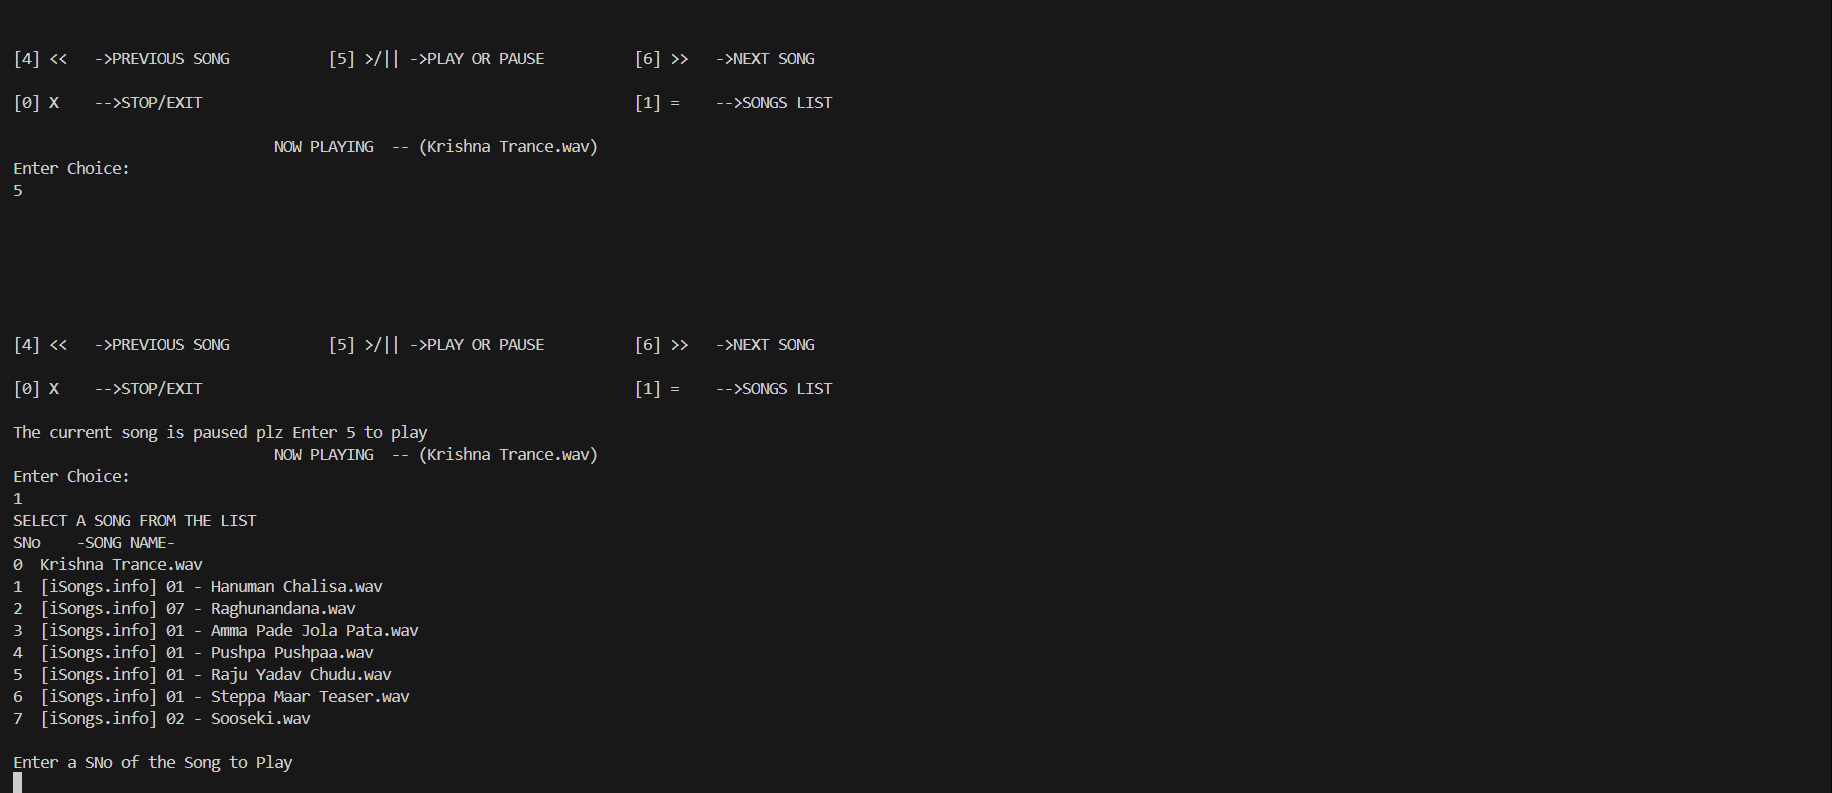 [4] <<   ->PREVIOUS SONG           [5] >/|| ->PLAY OR PAUSE          [6] >>   ->NEXT SONG
[0] X    -->STOP/EXIT                                                [1] =    -->SONGS LIST
                             NOW PLAYING  -- (Krishna Trance.wav)
Enter Choice:
5
[4] <<   ->PREVIOUS SONG           [5] >/|| ->PLAY OR PAUSE          [6] >>   ->NEXT SONG
[0] X    -->STOP/EXIT                                                [1] =    -->SONGS LIST
The current song is paused plz Enter 5 to play
                             NOW PLAYING  -- (Krishna Trance.wav)
Enter Choice:
1
SELECT A SONG FROM THE LIST
SNo    -SONG NAME-
0  Krishna Trance.wav
1  [iSongs.info] 01 - Hanuman Chalisa.wav
2  [iSongs.info] 07 - Raghunandana.wav
3  [iSongs.info] 01 - Amma Pade Jola Pata.wav
4  [iSongs.info] 01 - Pushpa Pushpaa.wav
5  [iSongs.info] 01 - Raju Yadav Chudu.wav
6  [iSongs.info] 01 - Steppa Maar Teaser.wav
7  [iSongs.info] 02 - Sooseki.wav
Enter a SNo of the Song to Play